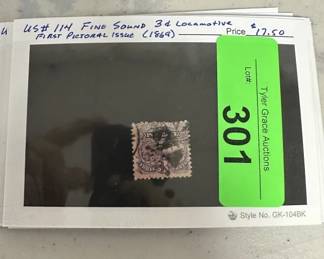 US# 114 FINE SOUND 3¢ LOCOMOTIVE
FIRST PICTORAL ISSUE (1869)
Price $17.50
Tyler Grace Auctions
Lot#:
301
Style No. GK-104BK